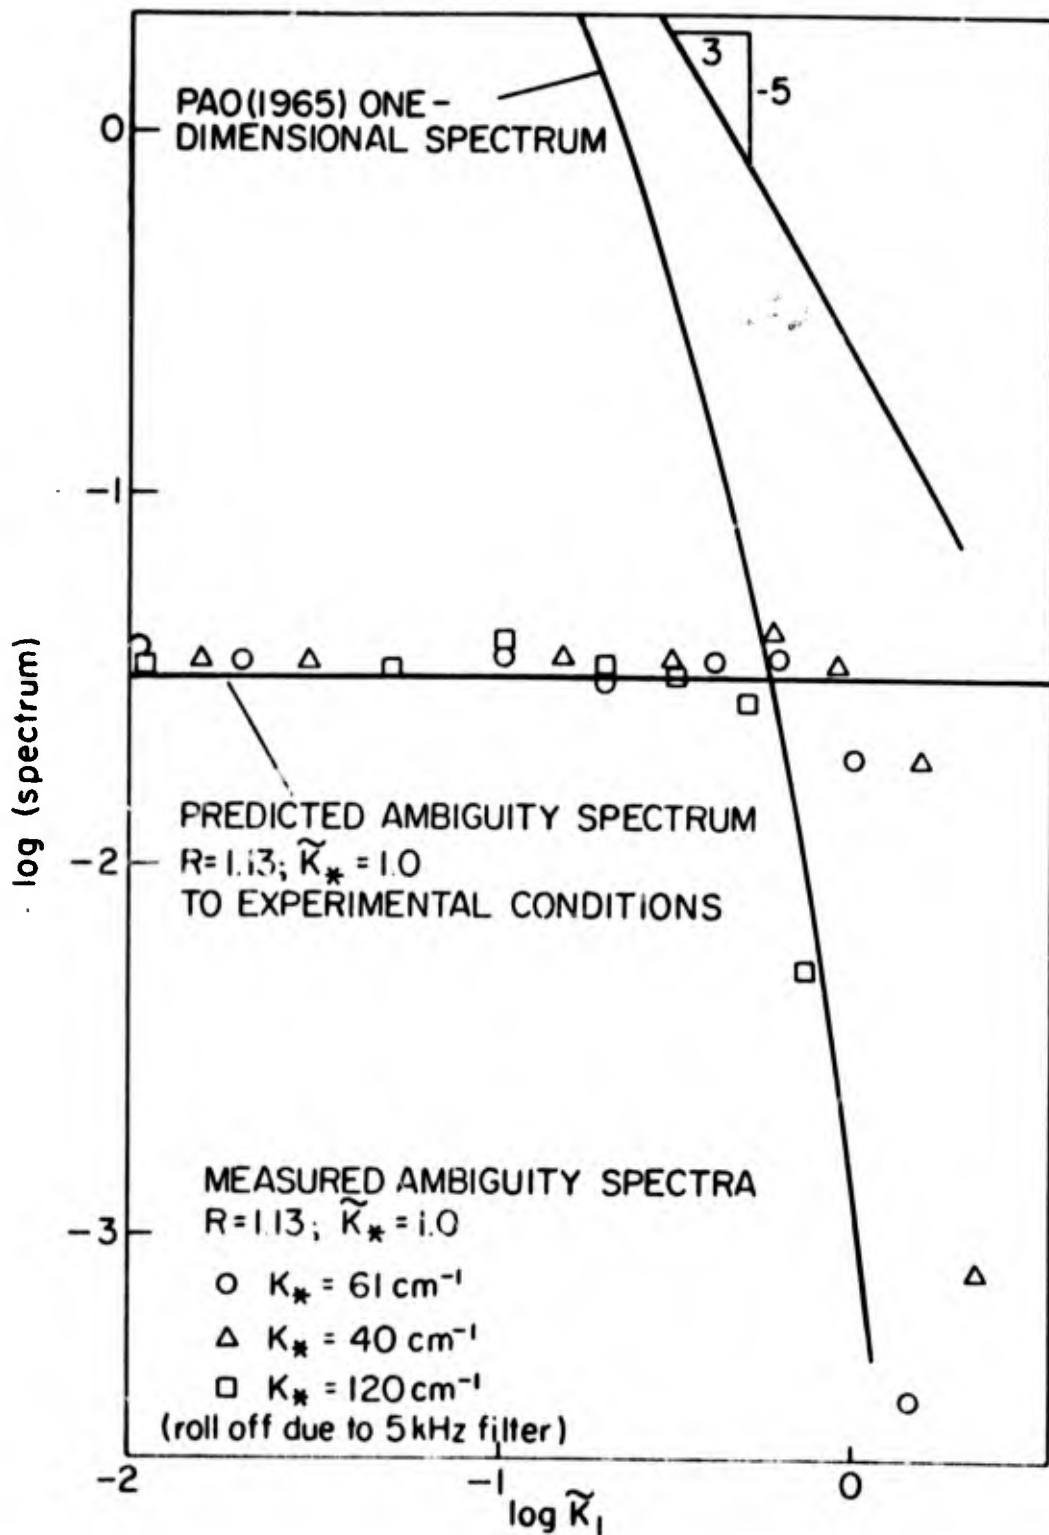 3
-5
PAO(1965) ONE-
DIMENSIONAL SPECTRUM
0
-1
log (spectrum)
PREDICTED AMBIGUITY SPECTRUM
-2
R=1.13; K̃* = 1.0
TO EXPERIMENTAL CONDITIONS
MEASURED AMBIGUITY SPECTRA
-3
R=1.13; K̃* = 1.0
○ K* = 61 cm⁻¹
△ K* = 40 cm⁻¹
□ K* = 120 cm⁻¹
(roll off due to 5 kHz filter)
-2 -1 0
log K̃₁